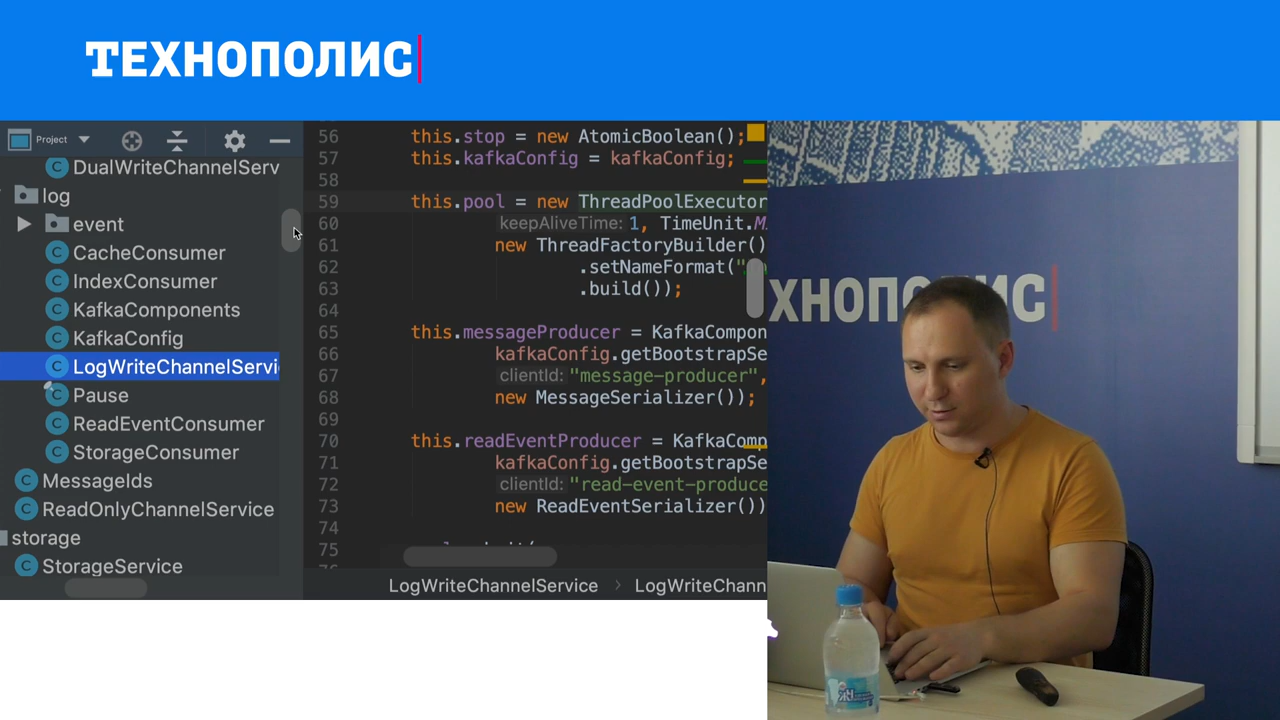 ТЕХНОПОЛИС
Project
DualWriteChannelServ
log
event
CacheConsumer
IndexConsumer
KafkaComponents
KafkaConfig
LogWriteChannelServi
Pause
ReadEventConsumer
StorageConsumer
MessageIds
ReadOnlyChannelService
storage
StorageService
56 this.stop = new AtomicBoolean();
57 this.kafkaConfig = kafkaConfig;
58
59 this.pool = new ThreadPoolExecutor
60 keepAliveTime: 1, TimeUnit.M
61 new ThreadFactoryBuilder()
62 .setNameFormat("
63 .build());
64
65 this.messageProducer = KafkaCompon
66 kafkaConfig.getBootstrapSe
67 clientId: "message-producer",
68 new MessageSerializer());
69
70 this.readEventProducer = KafkaComp
71 kafkaConfig.getBootstrapSe
72 clientId: "read-event-produce
73 new ReadEventSerializer())
74
75
LogWriteChannelService › LogWriteChann
ХНОПОЛИС